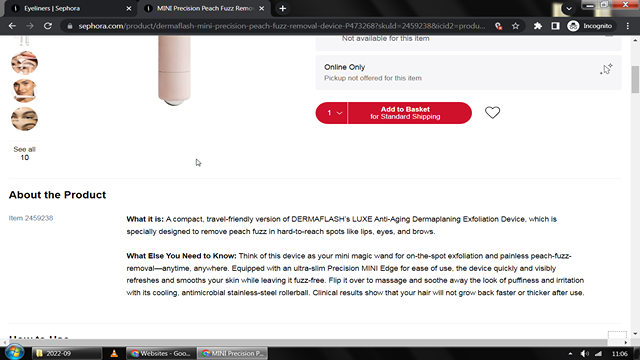 Eyeliners | Sephora
MINI Precision Peach Fuzz Remo
sephora.com/product/dermaflash-mini-precision-peach-fuzz-removal-device-P473268?skuId=2459238&icid2=produ...
Incognito
Not available for this item
Online Only
Pickup not offered for this item
1
Add to Basket
for Standard Shipping
See all
10
About the Product
Item 2459238
What it is: A compact, travel-friendly version of DERMAFLASH's LUXE Anti-Aging Dermaplaning Exfoliation Device, which is
specially designed to remove peach fuzz in hard-to-reach spots like lips, eyes, and brows.
What Else You Need to Know: Think of this device as your mini magic wand for on-the-spot exfoliation and painless peach-fuzz-
removal—anytime, anywhere. Equipped with an ultra-slim Precision MINI Edge for ease of use, the device quickly and visibly
refreshes and smooths your skin while leaving it fuzz-free. Flip it over to massage and soothe away the look of puffiness and irritation
with its cooling, antimicrobial stainless-steel rollerball. Clinical results show that your hair will not grow back faster or thicker after use.
2022-09
Websites - Goo...
MINI Precision P...
11:06